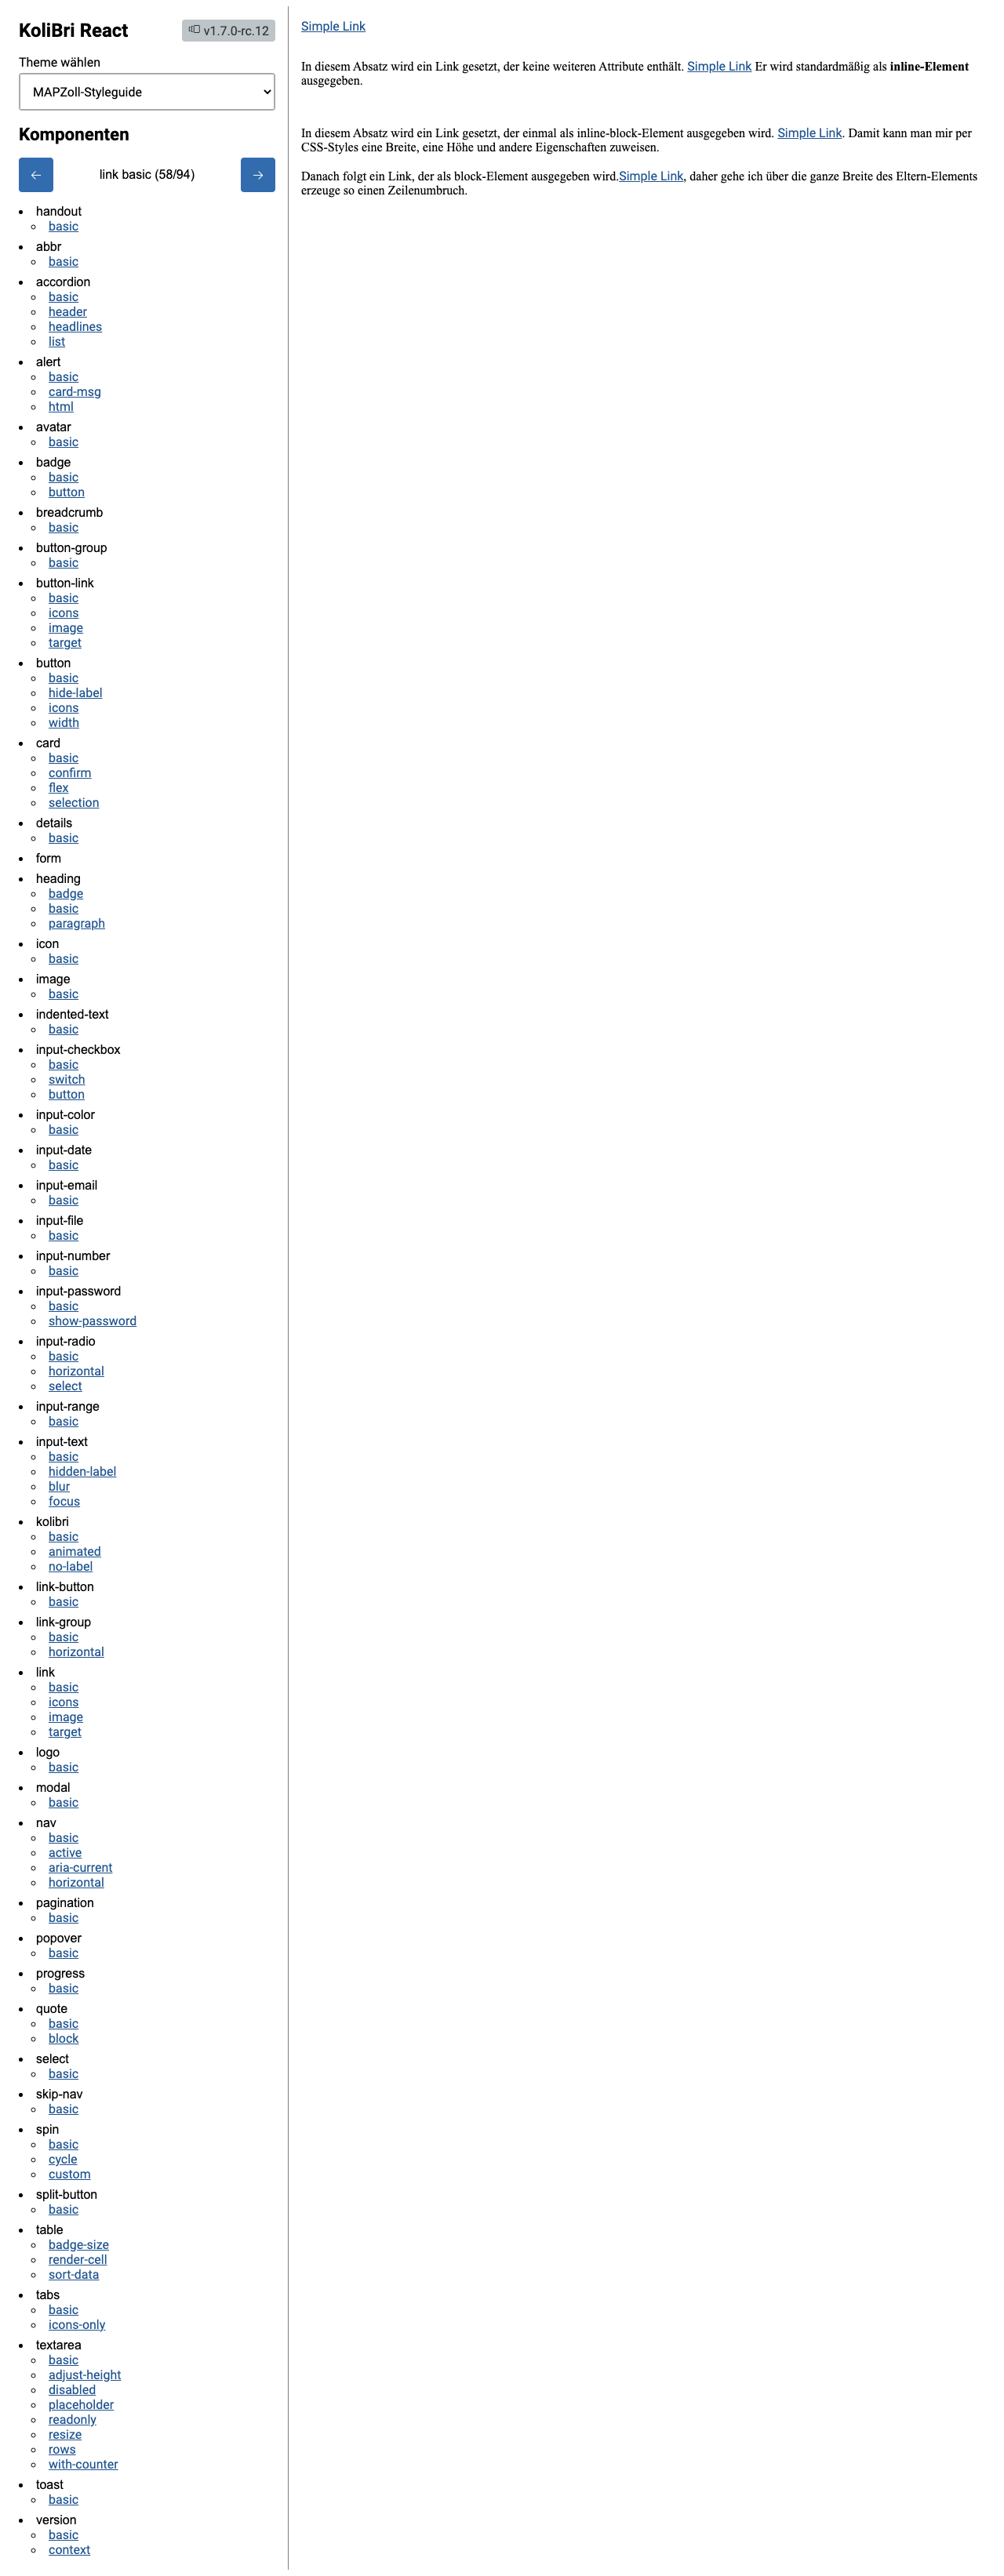 KoliBri React
v1.7.0-rc.12
Theme wählen
MAPZoll-Styleguide
Komponenten
link basic (58/94)
handout
basic
abbr
basic
accordion
basic
header
headlines
list
alert
basic
card-msg
html
avatar
basic
badge
basic
button
breadcrumb
basic
button-group
basic
button-link
basic
icons
image
target
button
basic
hide-label
icons
width
card
basic
confirm
flex
selection
details
basic
form
heading
badge
basic
paragraph
icon
basic
image
basic
indented-text
basic
input-checkbox
basic
switch
button
input-color
basic
input-date
basic
input-email
basic
input-file
basic
input-number
basic
input-password
basic
show-password
input-radio
basic
horizontal
select
input-range
basic
input-text
basic
hidden-label
blur
focus
kolibri
basic
animated
no-label
link-button
basic
link-group
basic
horizontal
link
basic
icons
image
target
logo
basic
modal
basic
nav
basic
active
aria-current
horizontal
pagination
basic
popover
basic
progress
basic
quote
basic
block
select
basic
skip-nav
basic
spin
basic
cycle
custom
split-button
basic
table
badge-size
render-cell
sort-data
tabs
basic
icons-only
textarea
basic
adjust-height
disabled
placeholder
readonly
resize
rows
with-counter
toast
basic
version
basic
context
Simple Link
In diesem Absatz wird ein Link gesetzt, der keine weiteren Attribute enthält. Simple Link Er wird standardmäßig als inline-Element
ausgegeben.
In diesem Absatz wird ein Link gesetzt, der einmal als inline-block-Element ausgegeben wird. Simple Link. Damit kann man mir per
CSS-Styles eine Breite, eine Höhe und andere Eigenschaften zuweisen.
Danach folgt ein Link, der als block-Element ausgegeben wird.Simple Link, daher gehe ich über die ganze Breite des Eltern-Elements
erzeuge so einen Zeilenumbruch.